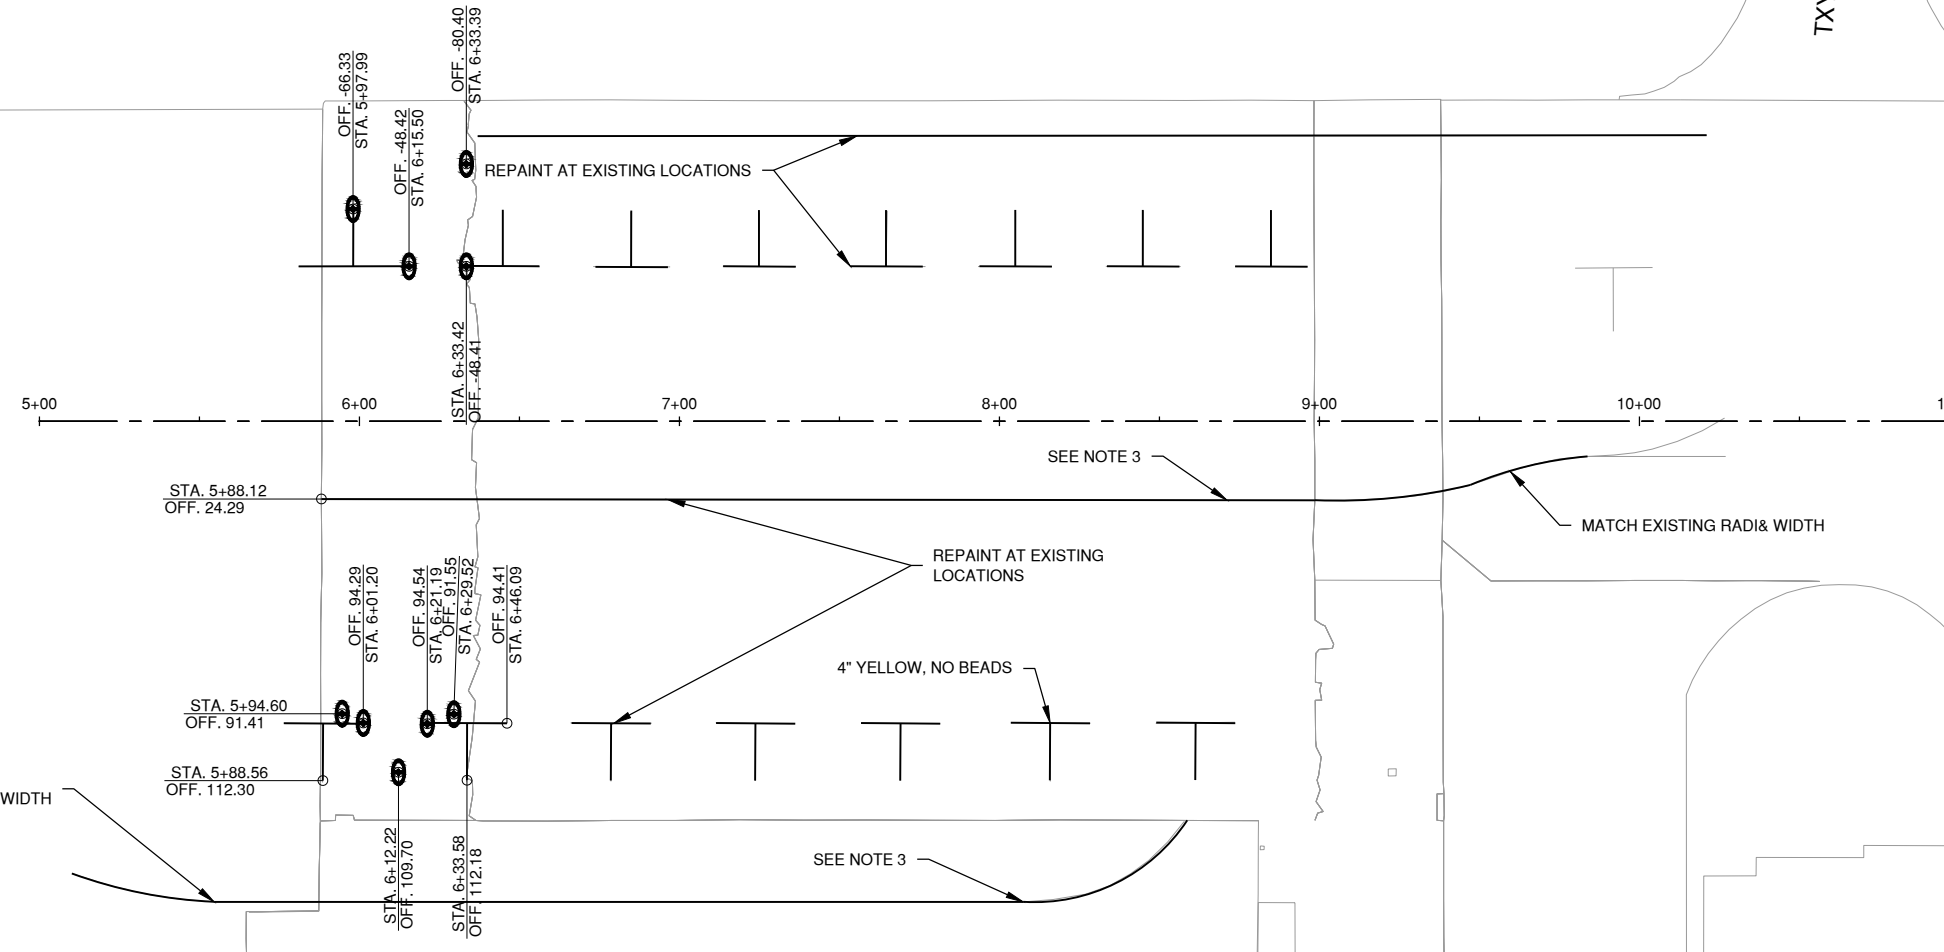 TXY
OFF. -80.40
STA. 6+33.39
OFF. -66.33
STA. 5+97.99
OFF. -48.42
STA. 6+15.50
REPAINT AT EXISTING LOCATIONS
STA. 6+33.42
OFF. -48.41
5+00
6+00
7+00
8+00
9+00
10+00
1
SEE NOTE 3
STA. 5+88.12
OFF. 24.29
MATCH EXISTING RADI& WIDTH
REPAINT AT EXISTING
LOCATIONS
OFF. 94.29
STA. 6+01.20
OFF. 94.54
STA. 6+21.19
OFF. 91.55
STA. 6+29.52
OFF. 94.41
STA. 6+46.09
4" YELLOW, NO BEADS
STA. 5+94.60
OFF. 91.41
STA. 5+88.56
OFF. 112.30
WIDTH
STA. 6+12.22
OFF. 109.70
STA. 6+33.58
OFF. 112.18
SEE NOTE 3